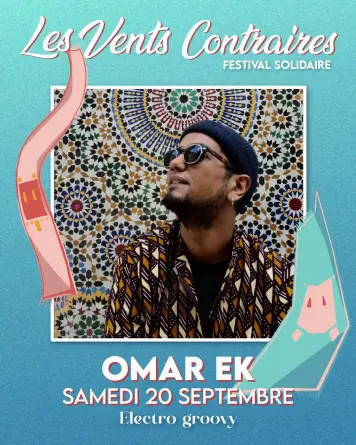 Les Vents Contraires
FESTIVAL SOLIDAIRE
OMAR EK
SAMEDI 20 SEPTEMBRE
Electro groovy